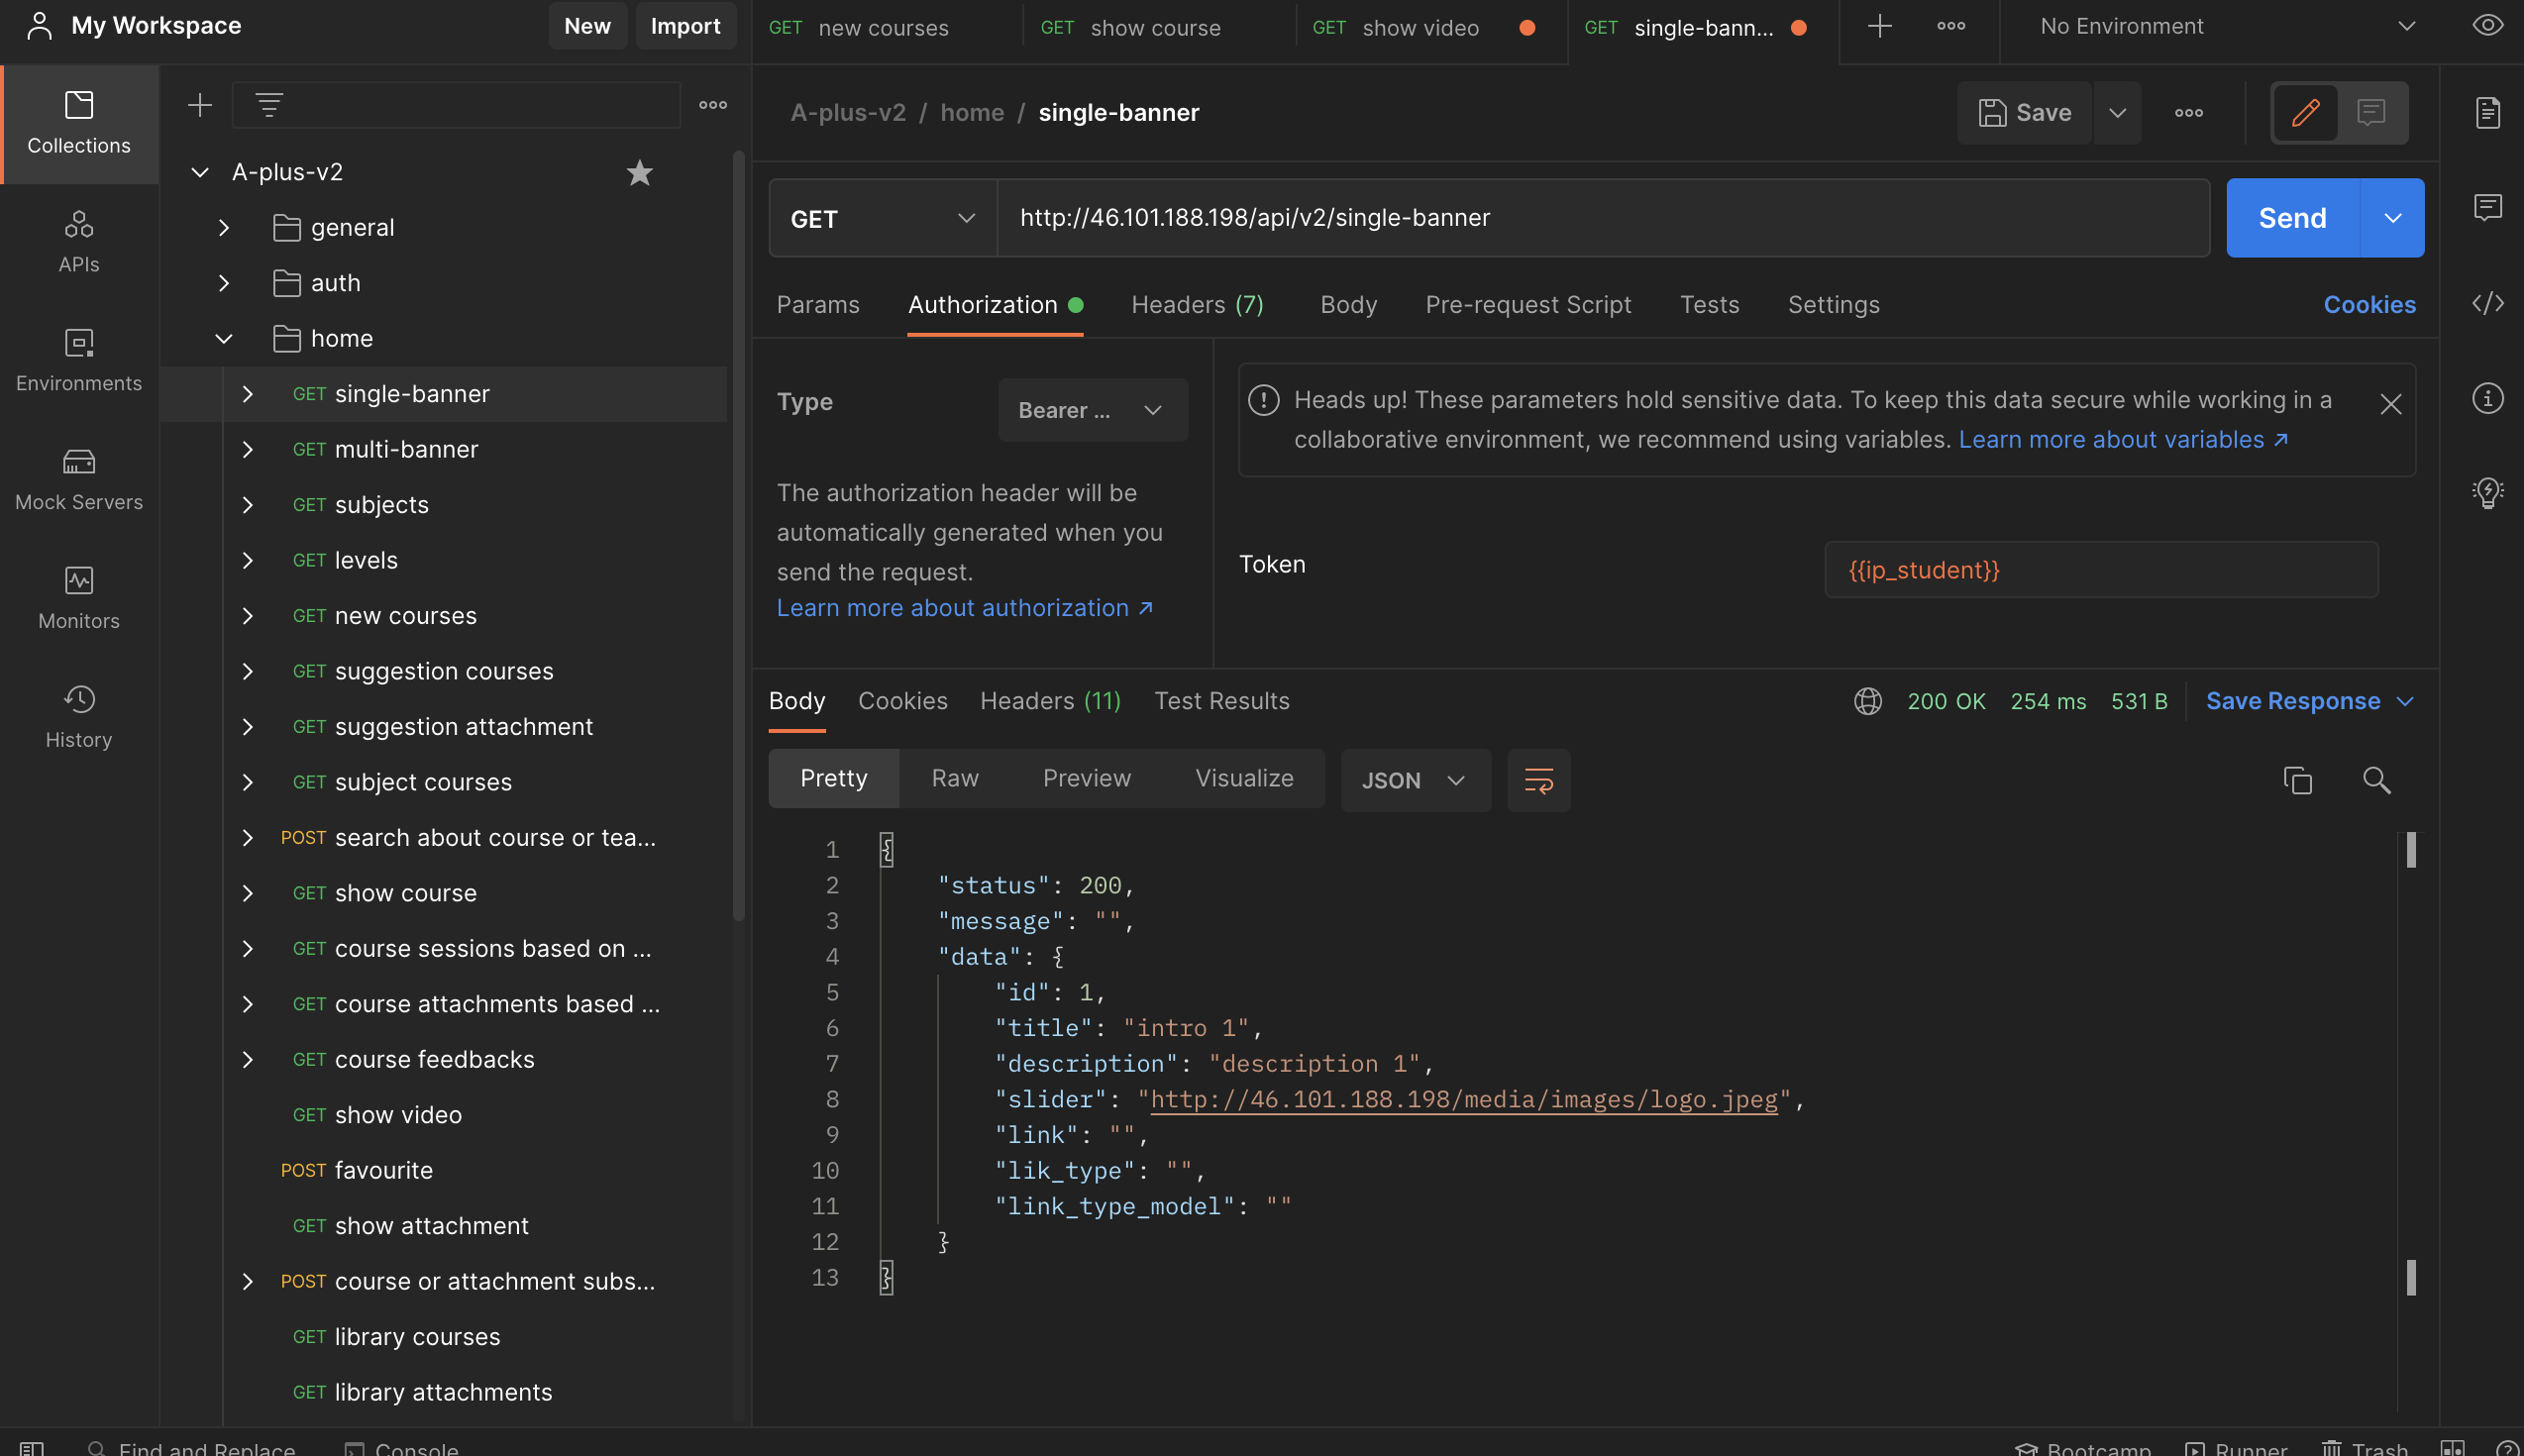 My Workspace
New
Import
GET new courses
GET show course
GET show video
GET single-bann...
No Environment
Collections
APIs
Environments
Mock Servers
Monitors
History
A-plus-v2
general
auth
home
GET single-banner
GET multi-banner
GET subjects
GET levels
GET new courses
GET suggestion courses
GET suggestion attachment
GET subject courses
POST search about course or tea...
GET show course
GET course sessions based on ...
GET course attachments based ...
GET course feedbacks
GET show video
POST favourite
GET show attachment
POST course or attachment subs...
GET library courses
GET library attachments
A-plus-v2 / home / single-banner
Save
GET
http://46.101.188.198/api/v2/single-banner
Send
Params
Authorization
Headers (7)
Body
Pre-request Script
Tests
Settings
Cookies
Type
Bearer ...
The authorization header will be
automatically generated when you
send the request.
Learn more about authorization ↗
Heads up! These parameters hold sensitive data. To keep this data secure while working in a
collaborative environment, we recommend using variables. Learn more about variables ↗
Token
{{ip_student}}
Body
Cookies
Headers (11)
Test Results
200 OK
254 ms
531 B
Save Response
Pretty
Raw
Preview
Visualize
JSON
1 {
2 "status": 200,
3 "message": "",
4 "data": {
5 "id": 1,
6 "title": "intro 1",
7 "description": "description 1",
8 "slider": "http://46.101.188.198/media/images/logo.jpeg",
9 "link": "",
10 "lik_type": "",
11 "link_type_model": ""
12 }
13 }
Find and Replace
Console
Bootcamp
Runner
Trash